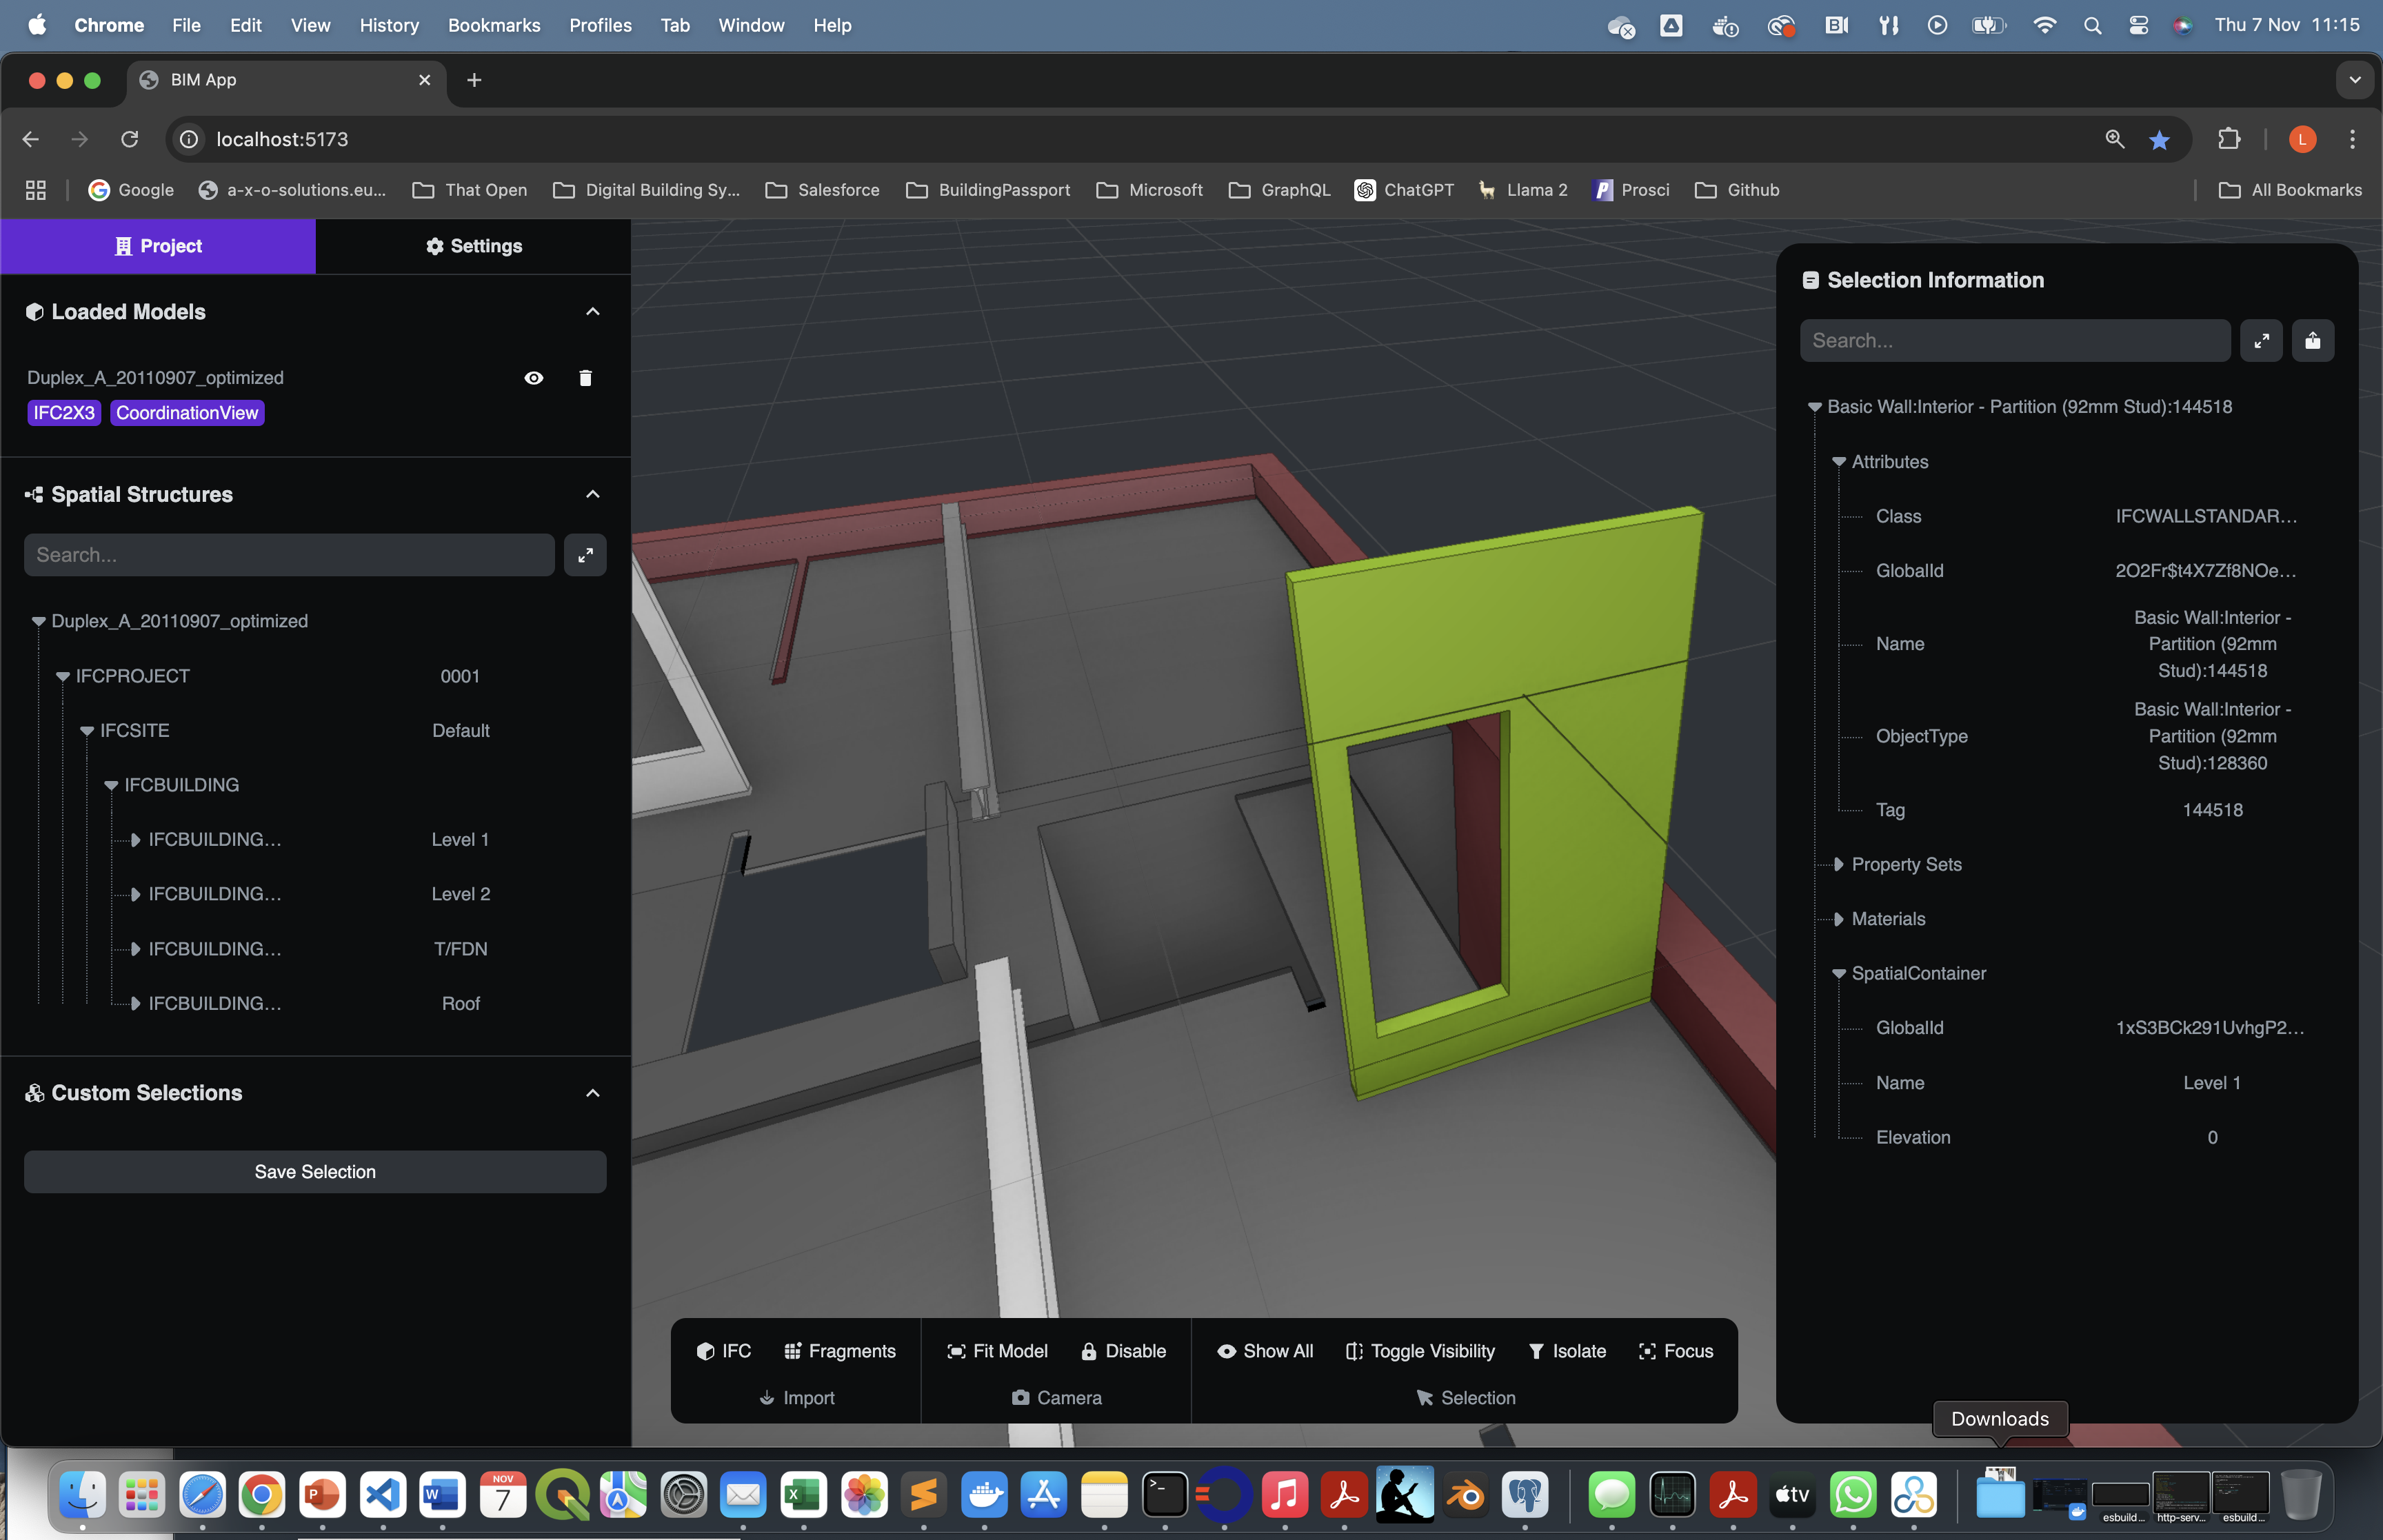 Chrome File Edit View History Bookmarks Profiles Tab Window Help Thu 7 Nov 11:15
BIM App
localhost:5173
L
Google a-x-o-solutions.eu... That Open Digital Building Sy... Salesforce BuildingPassport Microsoft GraphQL ChatGPT Llama 2 Prosci Github All Bookmarks
Project Settings
Loaded Models
Duplex_A_20110907_optimized
IFC2X3 CoordinationView
Spatial Structures
Search...
Duplex_A_20110907_optimized
IFCPROJECT 0001
IFCSITE Default
IFCBUILDING
IFCBUILDING... Level 1
IFCBUILDING... Level 2
IFCBUILDING... T/FDN
IFCBUILDING... Roof
Custom Selections
Save Selection
IFC Fragments Fit Model Disable Show All Toggle Visibility Isolate Focus
Import Camera Selection
Selection Information
Search...
Basic Wall:Interior - Partition (92mm Stud):144518
Attributes
Class IFCWALLSTANDAR...
GlobalId 2O2Fr$t4X7Zf8NOe...
Name Basic Wall:Interior -
Partition (92mm
Stud):144518
ObjectType Basic Wall:Interior -
Partition (92mm
Stud):128360
Tag 144518
Property Sets
Materials
SpatialContainer
GlobalId 1xS3BCk291UvhgP2...
Name Level 1
Elevation 0
Downloads
NOV
7
tv
esbuild... http-serv... esbuild...